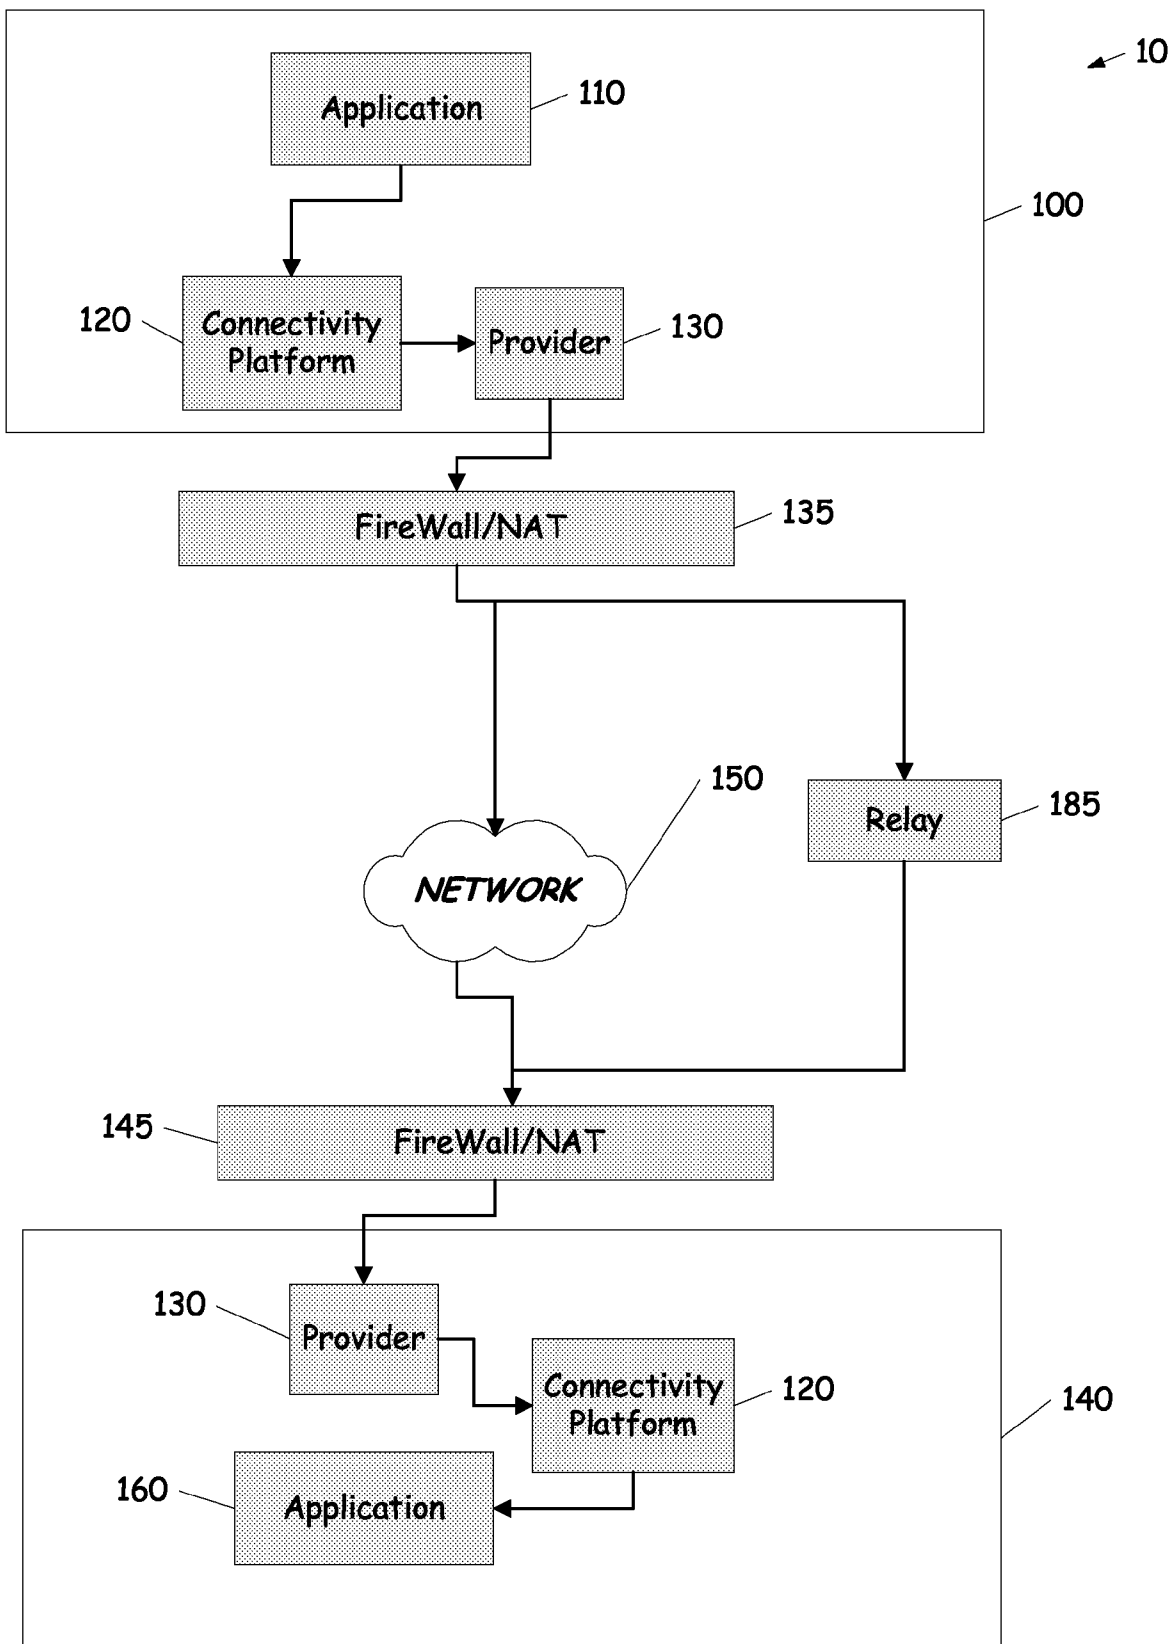 10
Application
110
100
120
Connectivity
Platform
Provider
130
FireWall/NAT
135
150
NETWORK
Relay
185
145
FireWall/NAT
130
Provider
Connectivity
Platform
120
140
160
Application